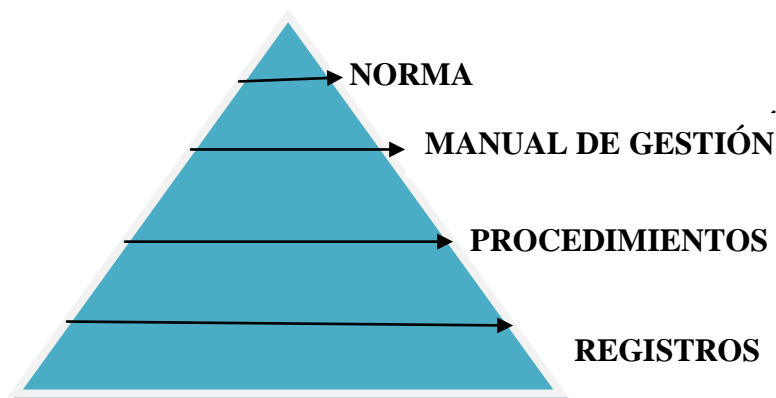 NORMA
MANUAL DE GESTIÓN
PROCEDIMIENTOS
REGISTROS